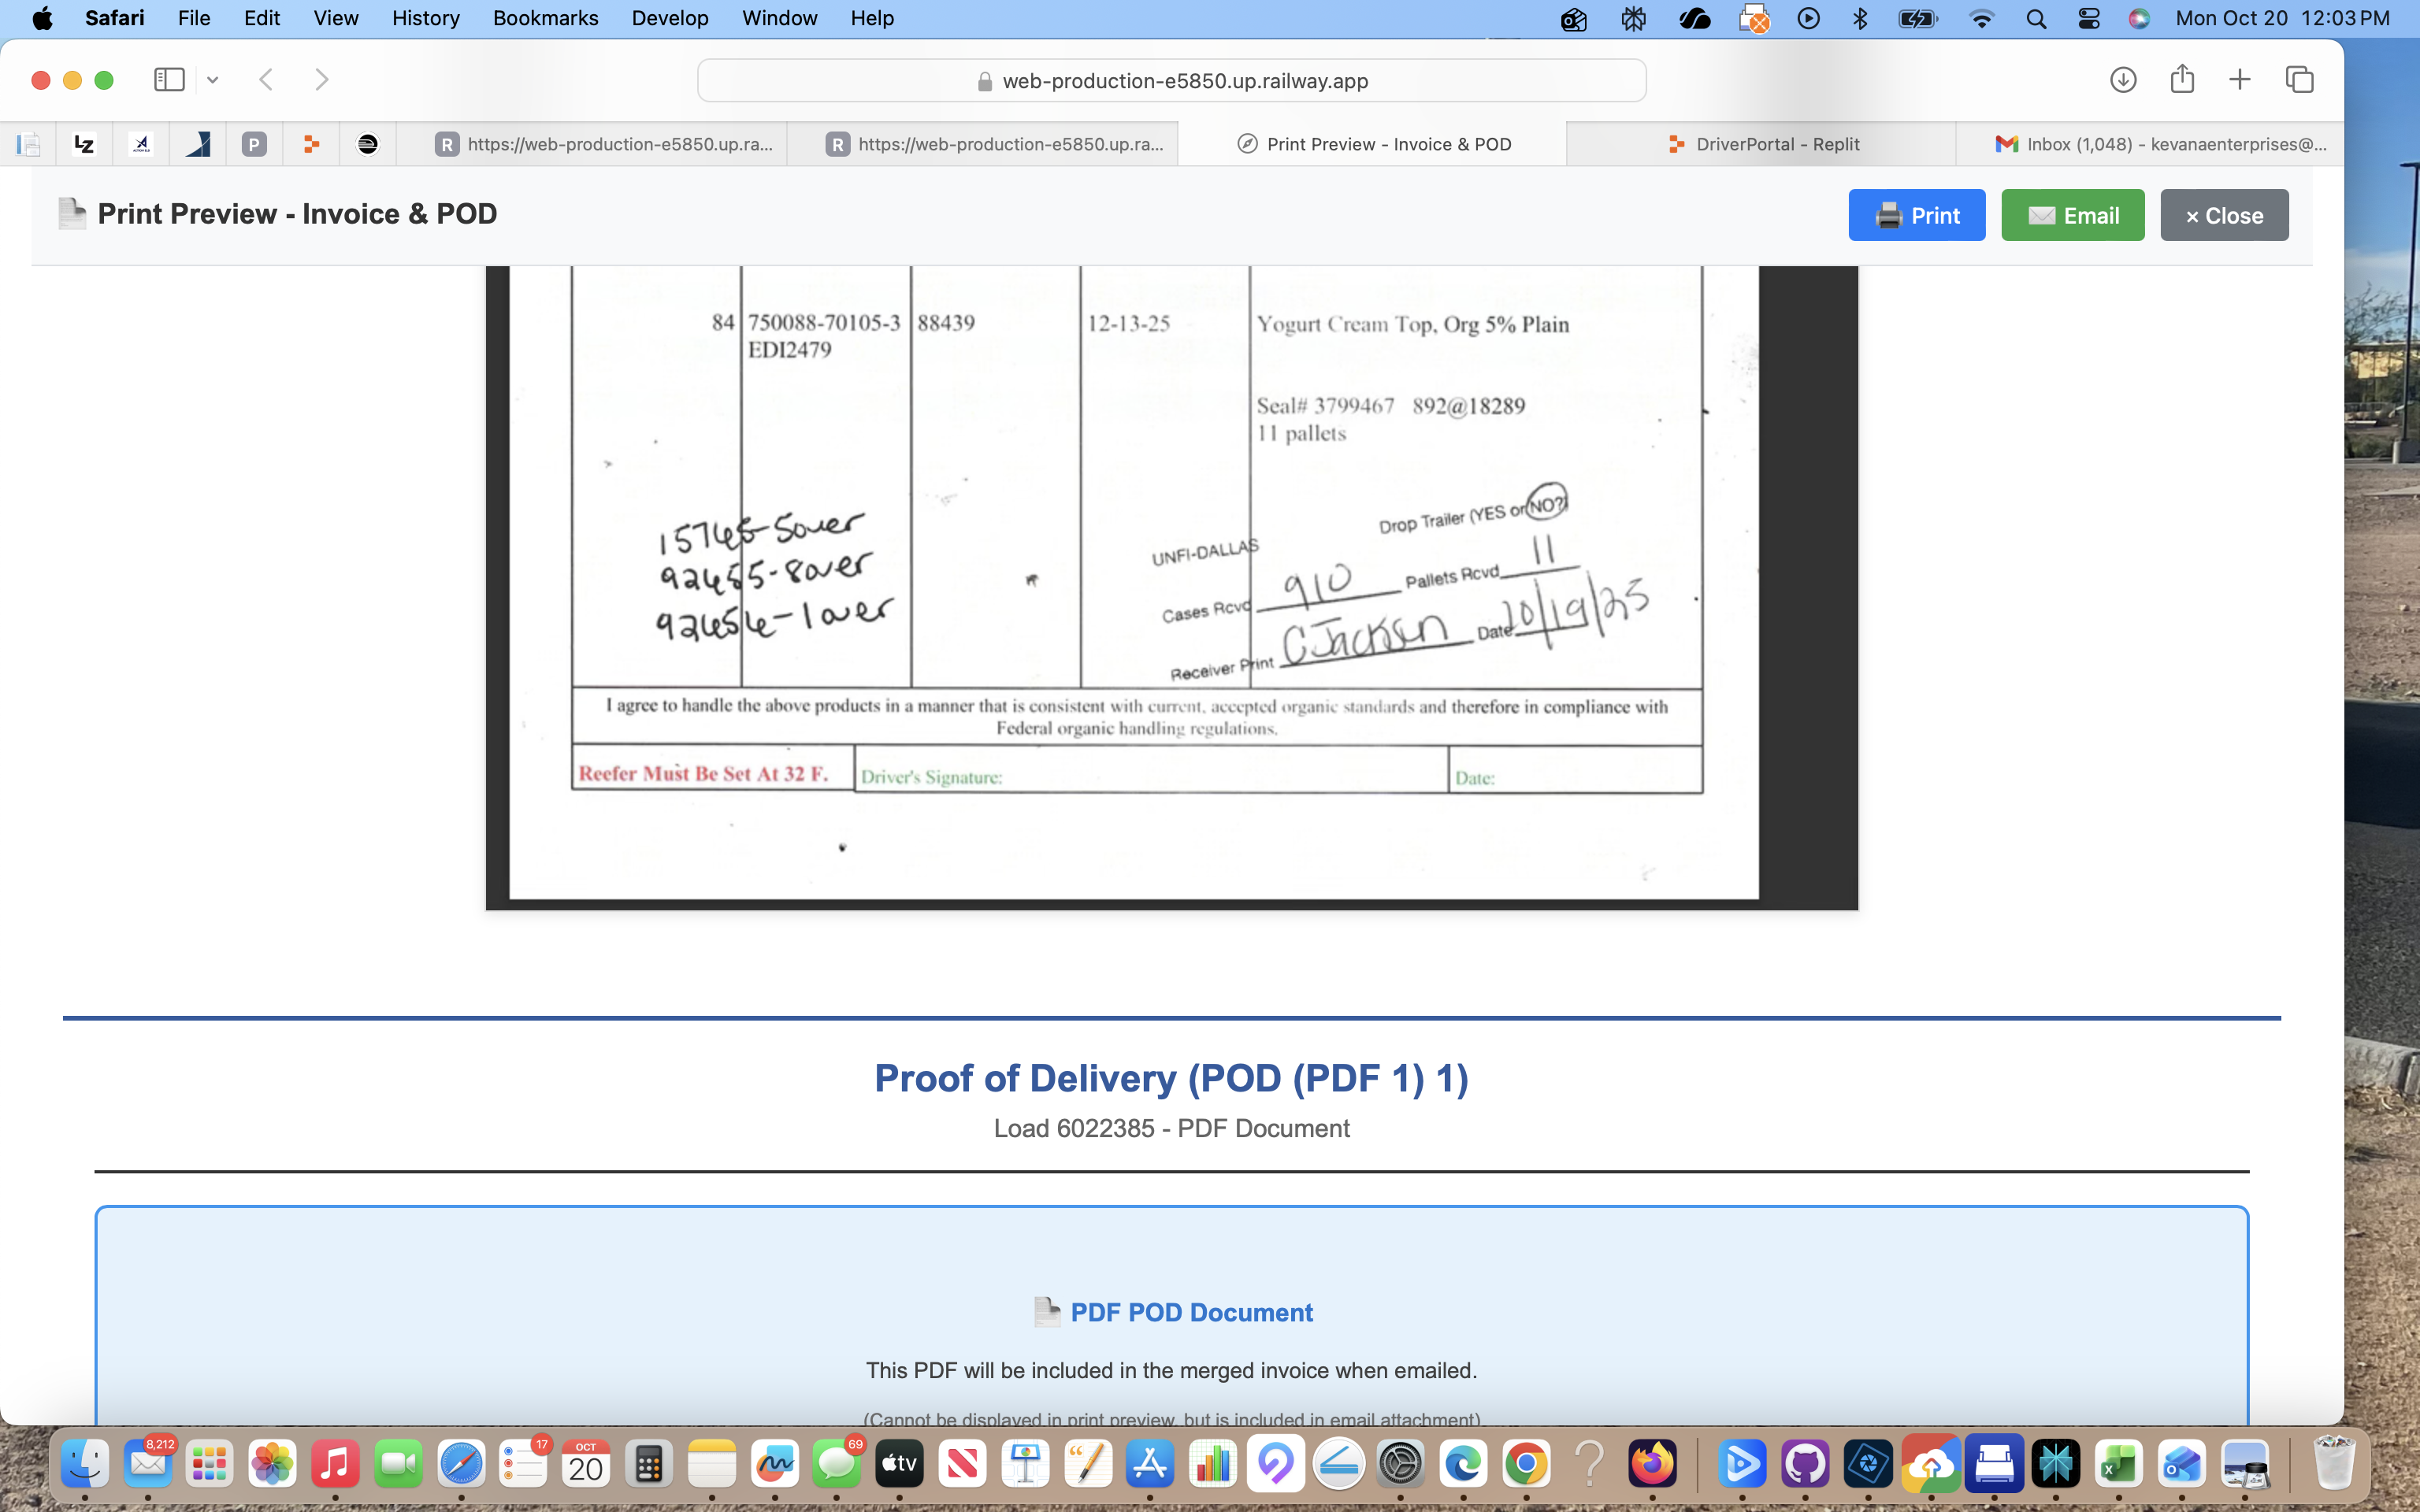 Safari File Edit View History Bookmarks Develop Window Help Mon Oct 20 12:03 PM
web-production-e5850.up.railway.app
LZ P R https://web-production-e5850.up.ra... R https://web-production-e5850.up.ra... Print Preview - Invoice & POD DriverPortal - Replit Inbox (1,048) - kevanaenterprises@...
Print Preview - Invoice & POD Print Email × Close
84 750088-70105-3 88439 12-13-25 Yogurt Cream Top, Org 5% Plain
EDI2479
Seal# 3799467 892@18289
11 pallets
Drop Trailer (YES or NO?)
15765-5over
UNFI-DALLAS
92455-8over
Cases Rcvd 910 Pallets Rcvd 11
92454-1over
Receiver Print CJackson Date 10/19/25
I agree to handle the above products in a manner that is consistent with current, accepted organic standards and therefore in compliance with
Federal organic handling regulations.
Reefer Must Be Set At 32 F. Driver's Signature: Date:
Proof of Delivery (POD (PDF 1) 1)
Load 6022385 - PDF Document
PDF POD Document
This PDF will be included in the merged invoice when emailed.
(Cannot be displayed in print preview, but is included in email attachment)
8,212 17 OCT 20 69 tv